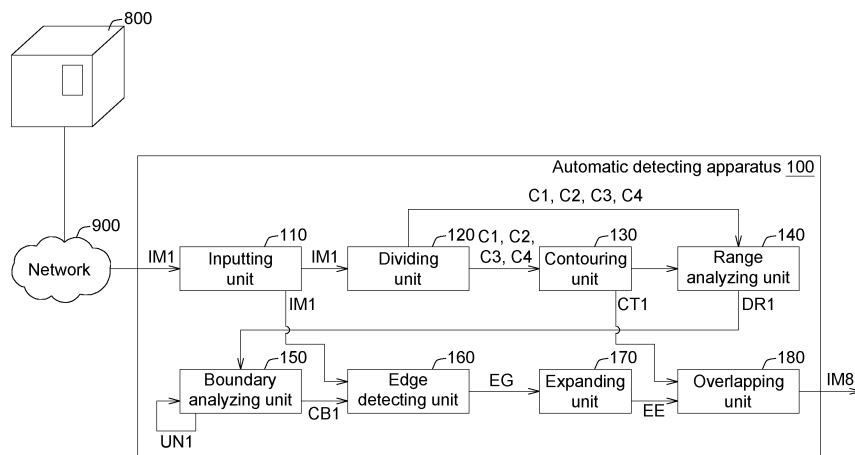 800
Automatic detecting apparatus 100
C1, C2, C3, C4
900
Network
IM1
110
Inputting
unit
IM1
120
Dividing
unit
C1, C2,
C3, C4
130
Contouring
unit
140
Range
analyzing unit
IM1
CT1
DR1
150
Boundary
analyzing unit
UN1
CB1
160
Edge
detecting unit
EG
170
Expanding
unit
EE
180
Overlapping
unit
IM8